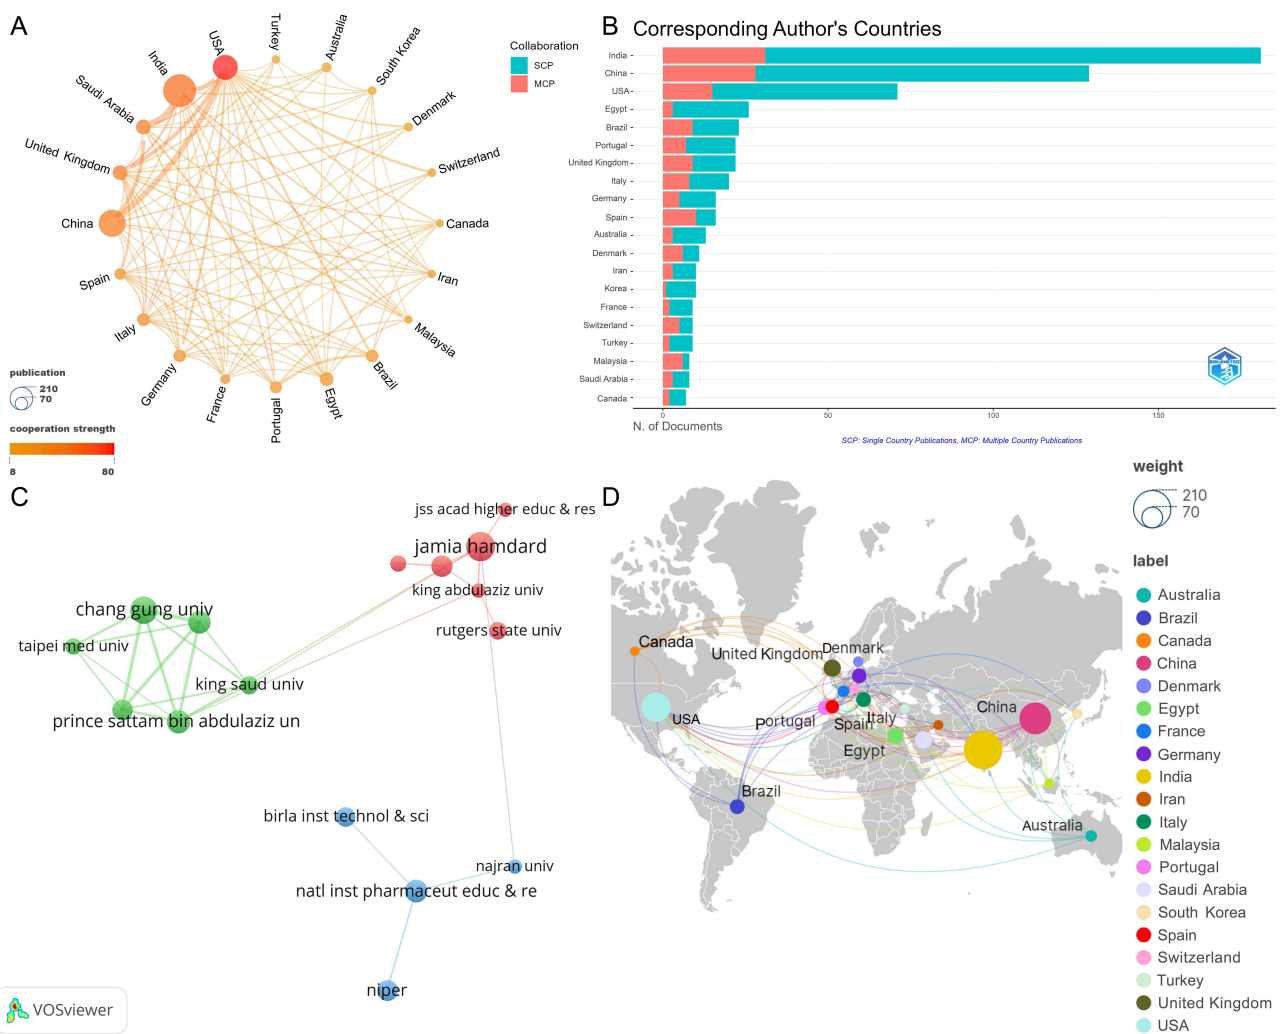 A
Turkey
Australia
South Korea
Denmark
Switzerland
Canada
Iran
Malaysia
Brazil
Egypt
Portugal
France
Germany
Italy
Spain
China
United Kingdom
Saudi Arabia
India
USA
Collaboration
SCP
MCP
publication
210
70
cooperation strength
8
80
B
Corresponding Author's Countries
India
China
USA
Egypt
Brazil
Portugal
United Kingdom
Italy
Germany
Spain
Australia
Denmark
Iran
Korea
France
Switzerland
Turkey
Malaysia
Saudi Arabia
Canada
0
50
100
150
N. of Documents
SCP: Single Country Publications, MCP: Multiple Country Publications
C
jss acad higher educ & res
jamia hamdard
king abdulaziz univ
rutgers state univ
chang gung univ
taipei med univ
king saud univ
prince sattam bin abdulaziz un
birla inst technol & sci
najran univ
natl inst pharmaceut educ & re
niper
VOSviewer
D
Canada
United Kingdom
Denmark
USA
Portugal
Spain
Italy
Egypt
China
Brazil
Australia
weight
210
70
label
Australia
Brazil
Canada
China
Denmark
Egypt
France
Germany
India
Iran
Italy
Malaysia
Portugal
Saudi Arabia
South Korea
Spain
Switzerland
Turkey
United Kingdom
USA